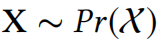 X ∼ Pr(𝒳)